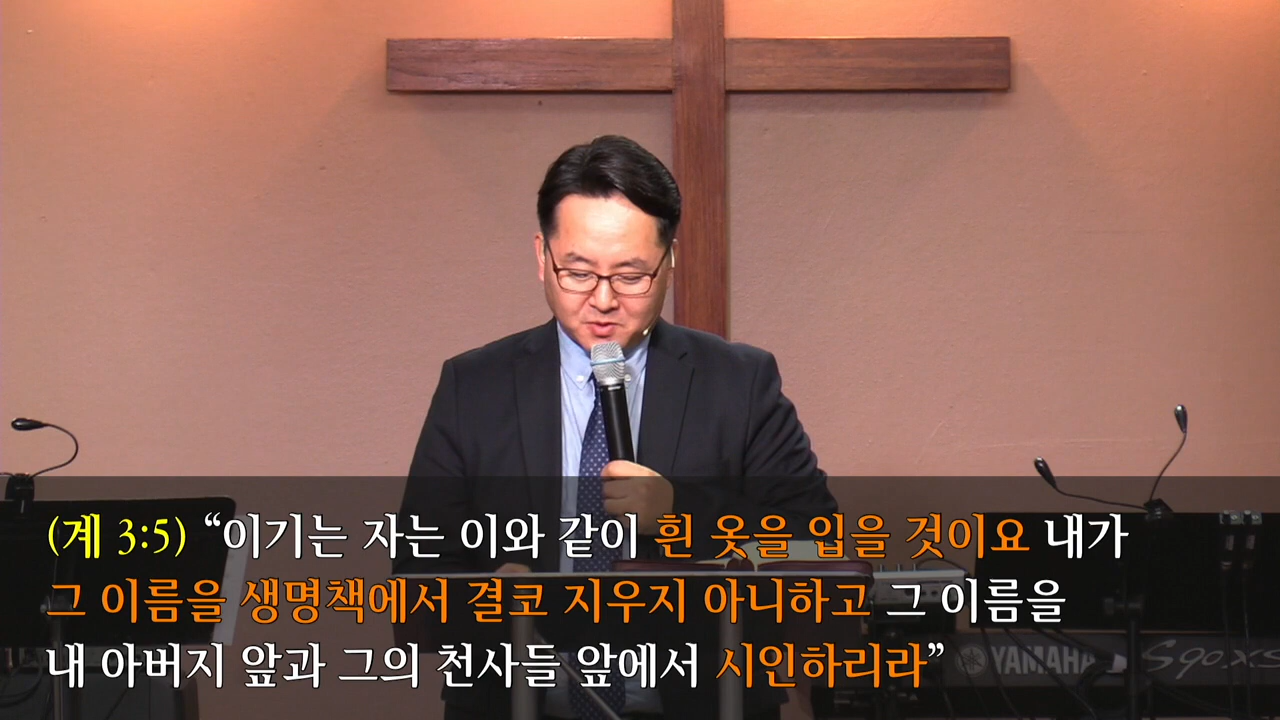 (계 3:5) “이기는 자는 이와 같이 흰 옷을 입을 것이요 내가
그 이름을 생명책에서 결코 지우지 아니하고 그 이름을
내 아버지 앞과 그의 천사들 앞에서 시인하리라”
YAMAHA S90XS